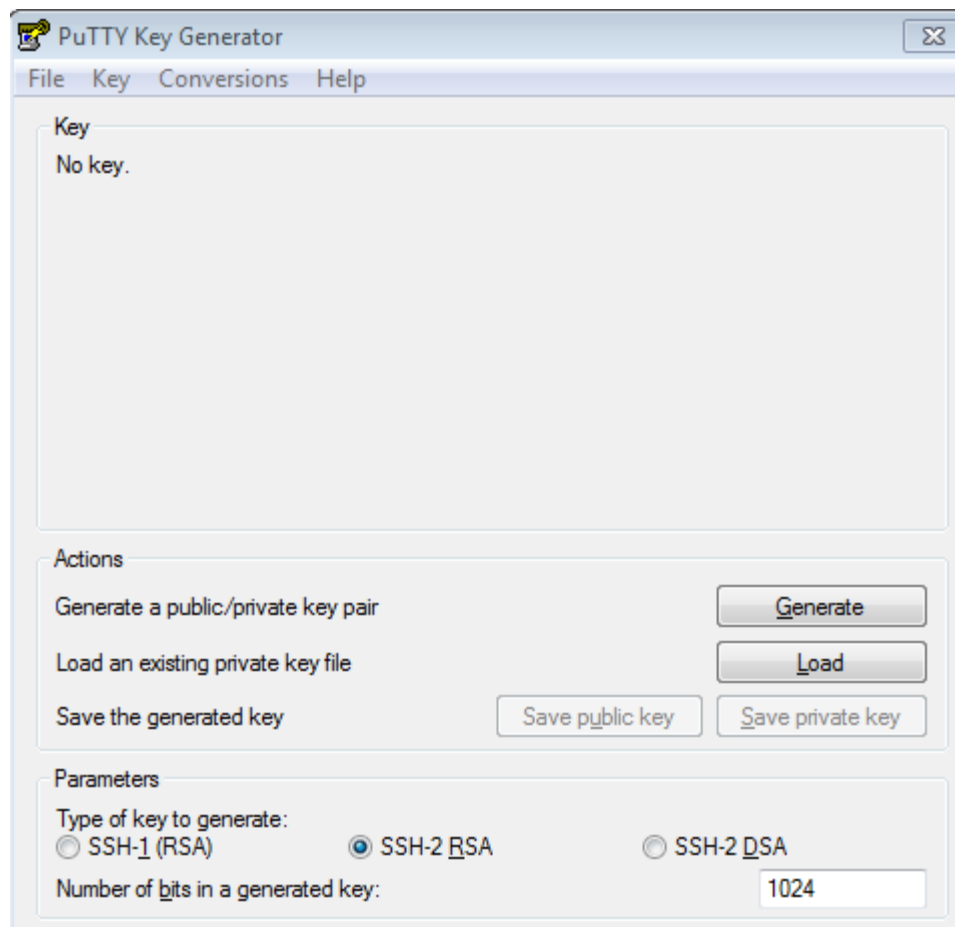 PuTTY Key Generator
File Key Conversions Help
Key
No key.
Actions
Generate a public/private key pair Generate
Load an existing private key file Load
Save the generated key Save public key Save private key
Parameters
Type of key to generate:
SSH-1 (RSA) SSH-2 RSA SSH-2 DSA
Number of bits in a generated key: 1024